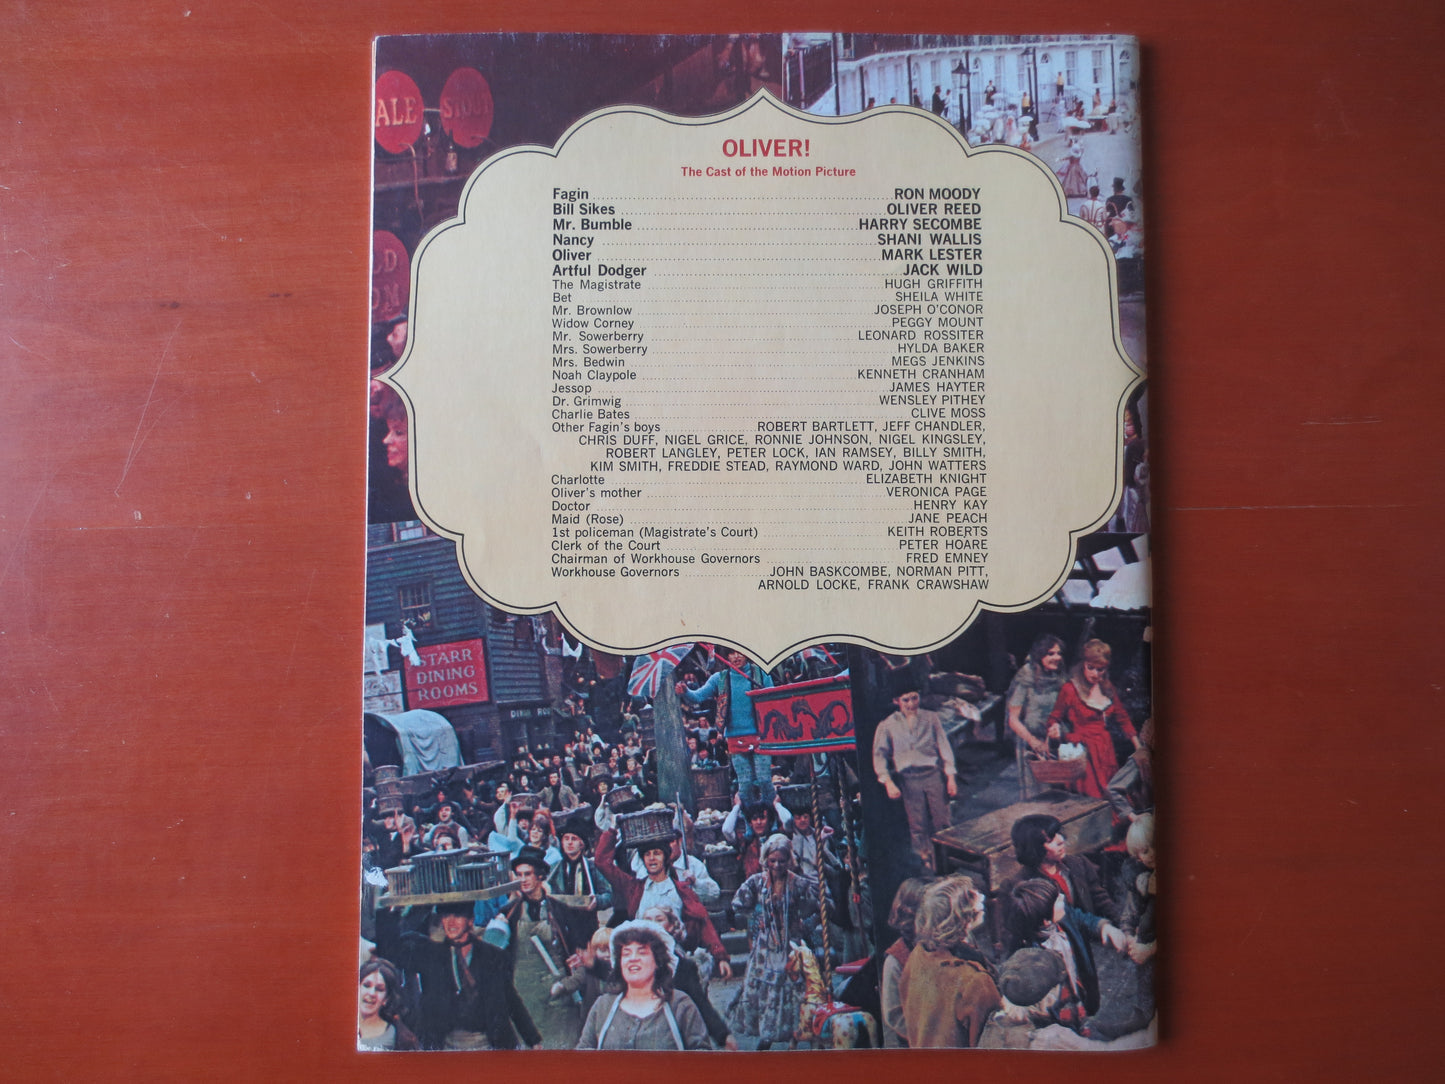 ALE
STOUT
OLIVER!
The Cast of the Motion Picture
Fagin RON MOODY
Bill Sikes OLIVER REED
Mr. Bumble HARRY SECOMBE
Nancy SHANI WALLIS
Oliver MARK LESTER
Artful Dodger JACK WILD
The Magistrate HUGH GRIFFITH
Bet SHEILA WHITE
Mr. Brownlow JOSEPH O'CONOR
Widow Corney PEGGY MOUNT
Mr. Sowerberry LEONARD ROSSITER
Mrs. Sowerberry HYLDA BAKER
Mrs. Bedwin MEGS JENKINS
Noah Claypole KENNETH CRANHAM
Jessop JAMES HAYTER
Dr. Grimwig WENSLEY PITHEY
Charlie Bates CLIVE MOSS
Other Fagin's boys ROBERT BARTLETT, JEFF CHANDLER,
CHRIS DUFF, NIGEL GRICE, RONNIE JOHNSON, NIGEL KINGSLEY,
ROBERT LANGLEY, PETER LOCK, IAN RAMSEY, BILLY SMITH,
KIM SMITH, FREDDIE STEAD, RAYMOND WARD, JOHN WATTERS
Charlotte ELIZABETH KNIGHT
Oliver's mother VERONICA PAGE
Doctor HENRY KAY
Maid (Rose) JANE PEACH
1st policeman (Magistrate's Court) KEITH ROBERTS
Clerk of the Court PETER HOARE
Chairman of Workhouse Governors FRED EMNEY
Workhouse Governors JOHN BASKCOMBE, NORMAN PITT,
ARNOLD LOCKE, FRANK CRAWSHAW
STARR
DINING
ROOMS